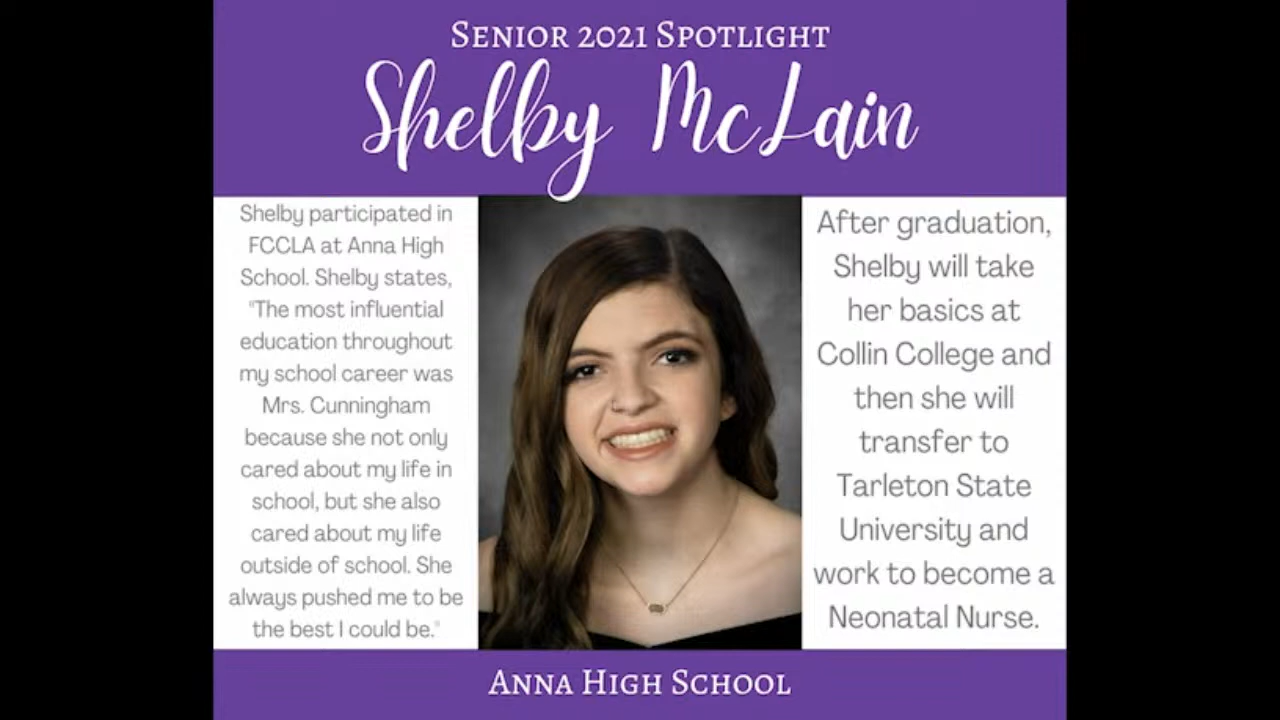 Senior 2021 Spotlight
Shelby McLain
Shelby participated in
FCCLA at Anna High
School. Shelby states,
"The most influential
education throughout
my school career was
Mrs. Cunningham
because she not only
cared about my life in
school, but she also
cared about my life
outside of school. She
always pushed me to be
the best I could be."
After graduation,
Shelby will take
her basics at
Collin College and
then she will
transfer to
Tarleton State
University and
work to become a
Neonatal Nurse.
Anna High School